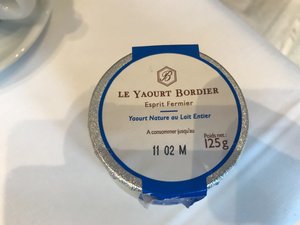 B
LE YAOURT BORDIER
Esprit Fermier
Yaourt Nature au Lait Entier
A consommer jusqu'au
Poids net :
11 02 M
125g